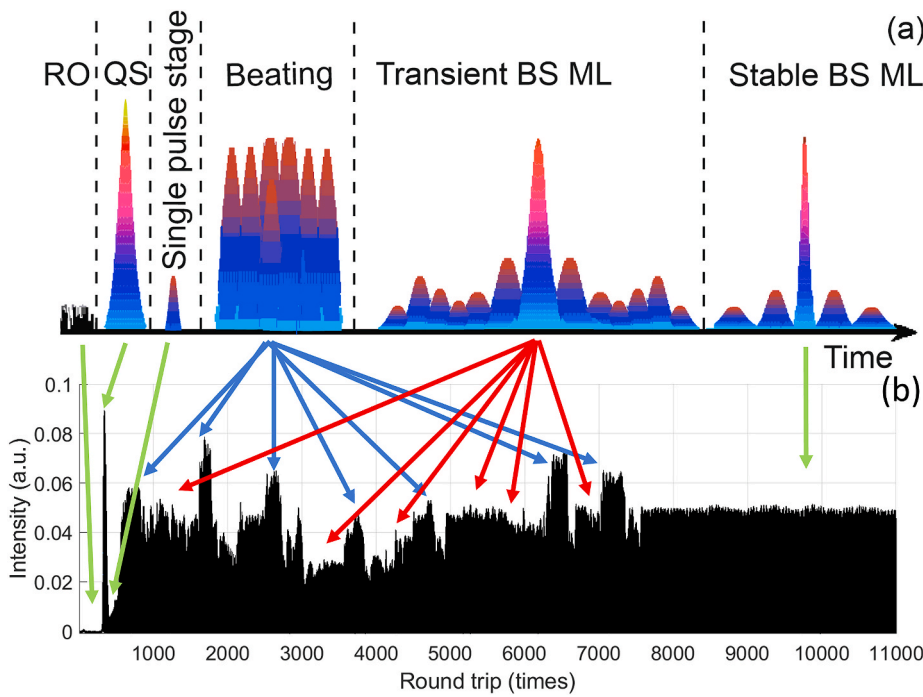 (a)
RO QS Single pulse stage Beating Transient BS ML Stable BS ML
Time
(b)
Intensity (a.u.)
0.1
0.08
0.06
0.04
0.02
0
1000 2000 3000 4000 5000 6000 7000 8000 9000 10000 11000
Round trip (times)